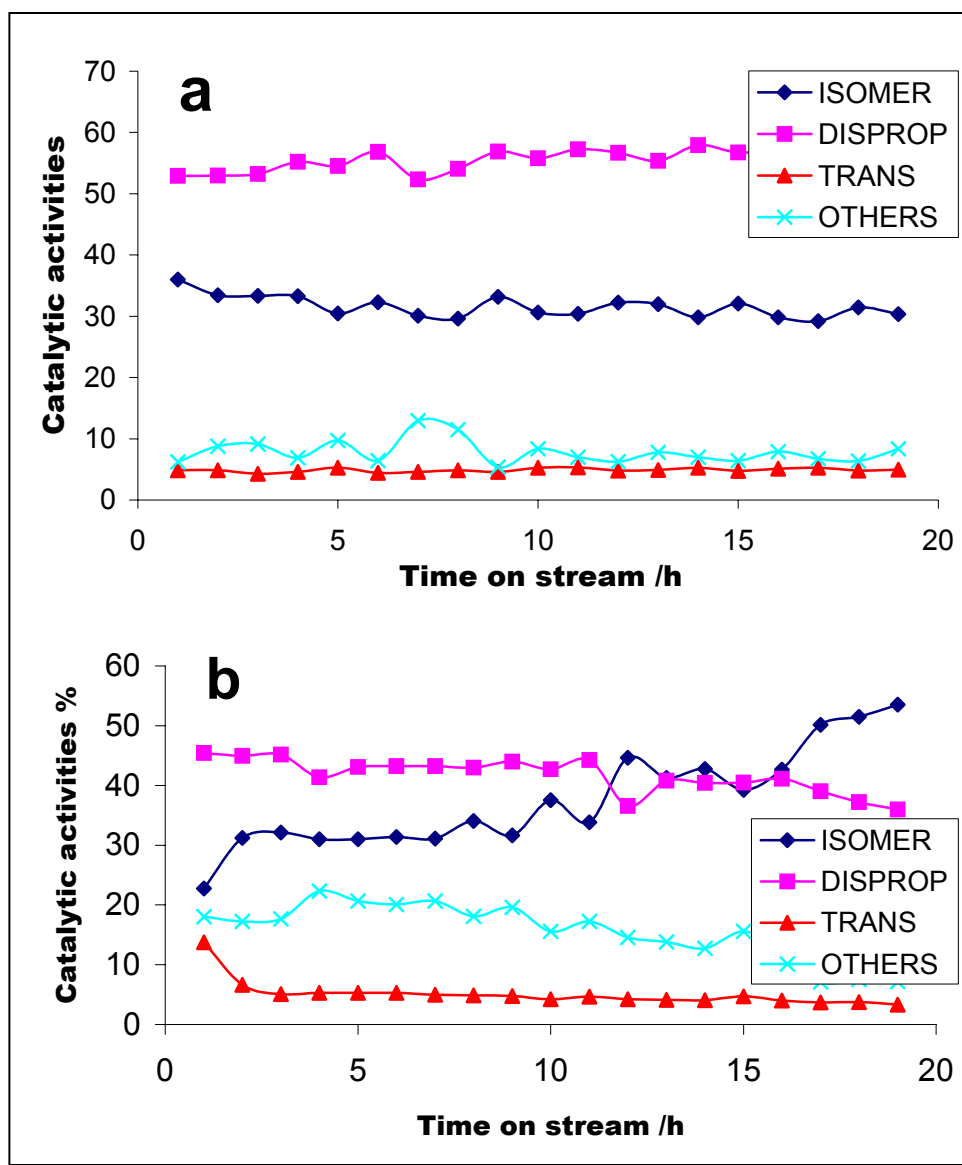 a
70
60
50
40
30
20
10
0
Catalytic activities
ISOMER
DISPROP
TRANS
OTHERS
0 5 10 15 20
Time on stream /h
b
60
50
40
30
20
10
0
Catalytic activities %
ISOMER
DISPROP
TRANS
OTHERS
0 5 10 15 20
Time on stream /h